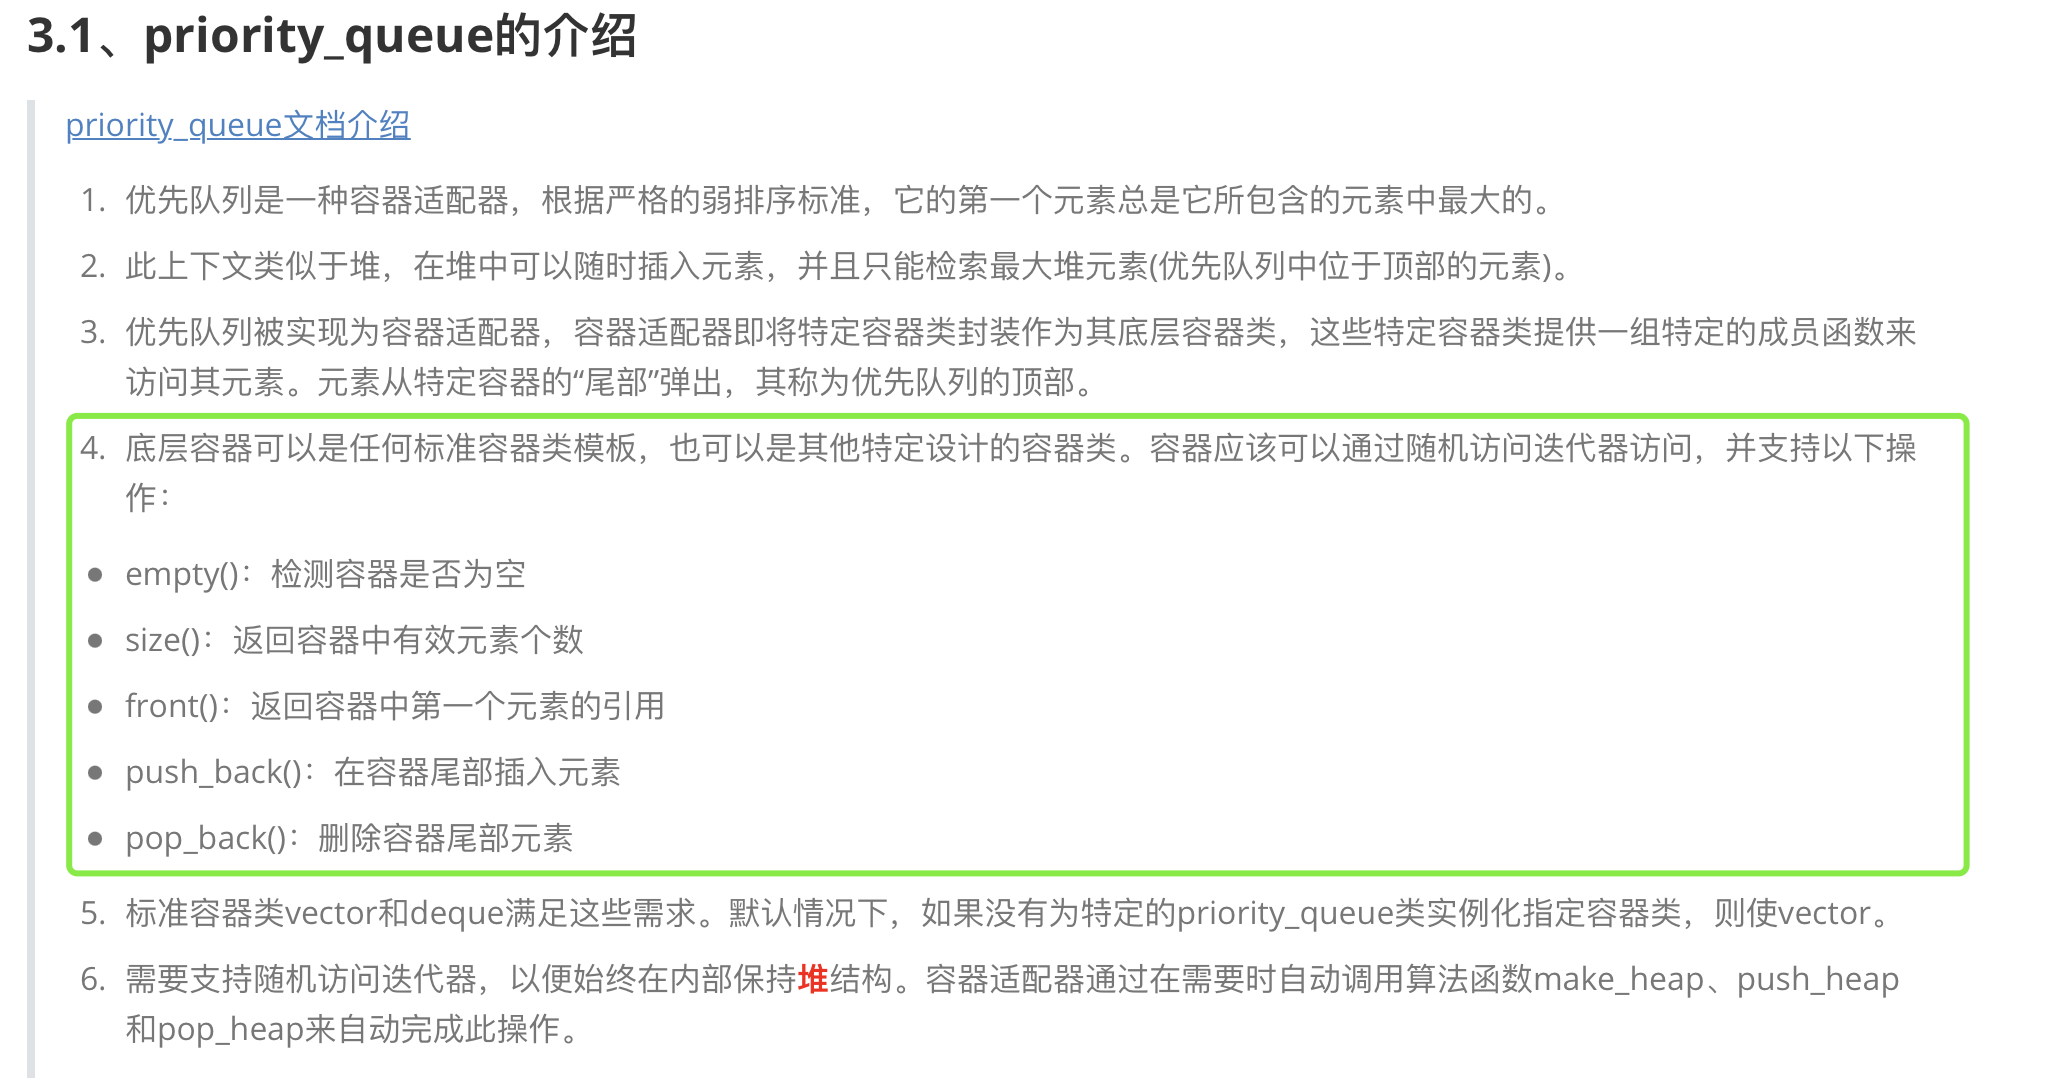 3.1、priority_queue的介绍
priority_queue文档介绍
1. 优先队列是一种容器适配器，根据严格的弱排序标准，它的第一个元素总是它所包含的元素中最大的。
2. 此上下文类似于堆，在堆中可以随时插入元素，并且只能检索最大堆元素(优先队列中位于顶部的元素)。
3. 优先队列被实现为容器适配器，容器适配器即将特定容器类封装作为其底层容器类，这些特定容器类提供一组特定的成员函数来
访问其元素。元素从特定容器的“尾部”弹出，其称为优先队列的顶部。
4. 底层容器可以是任何标准容器类模板，也可以是其他特定设计的容器类。容器应该可以通过随机访问迭代器访问，并支持以下操
作：
• empty()：检测容器是否为空
• size()：返回容器中有效元素个数
• front()：返回容器中第一个元素的引用
• push_back()：在容器尾部插入元素
• pop_back()：删除容器尾部元素
5. 标准容器类vector和deque满足这些需求。默认情况下，如果没有为特定的priority_queue类实例化指定容器类，则使vector。
6. 需要支持随机访问迭代器，以便始终在内部保持堆结构。容器适配器通过在需要时自动调用算法函数make_heap、push_heap
和pop_heap来自动完成此操作。